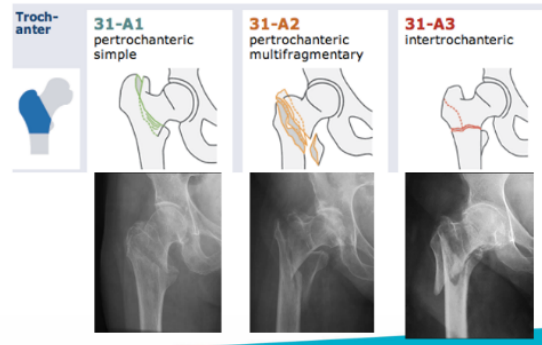 Troch-
anter
31-A1
pertrochanteric
simple
31-A2
pertrochanteric
multifragmentary
31-A3
intertrochanteric